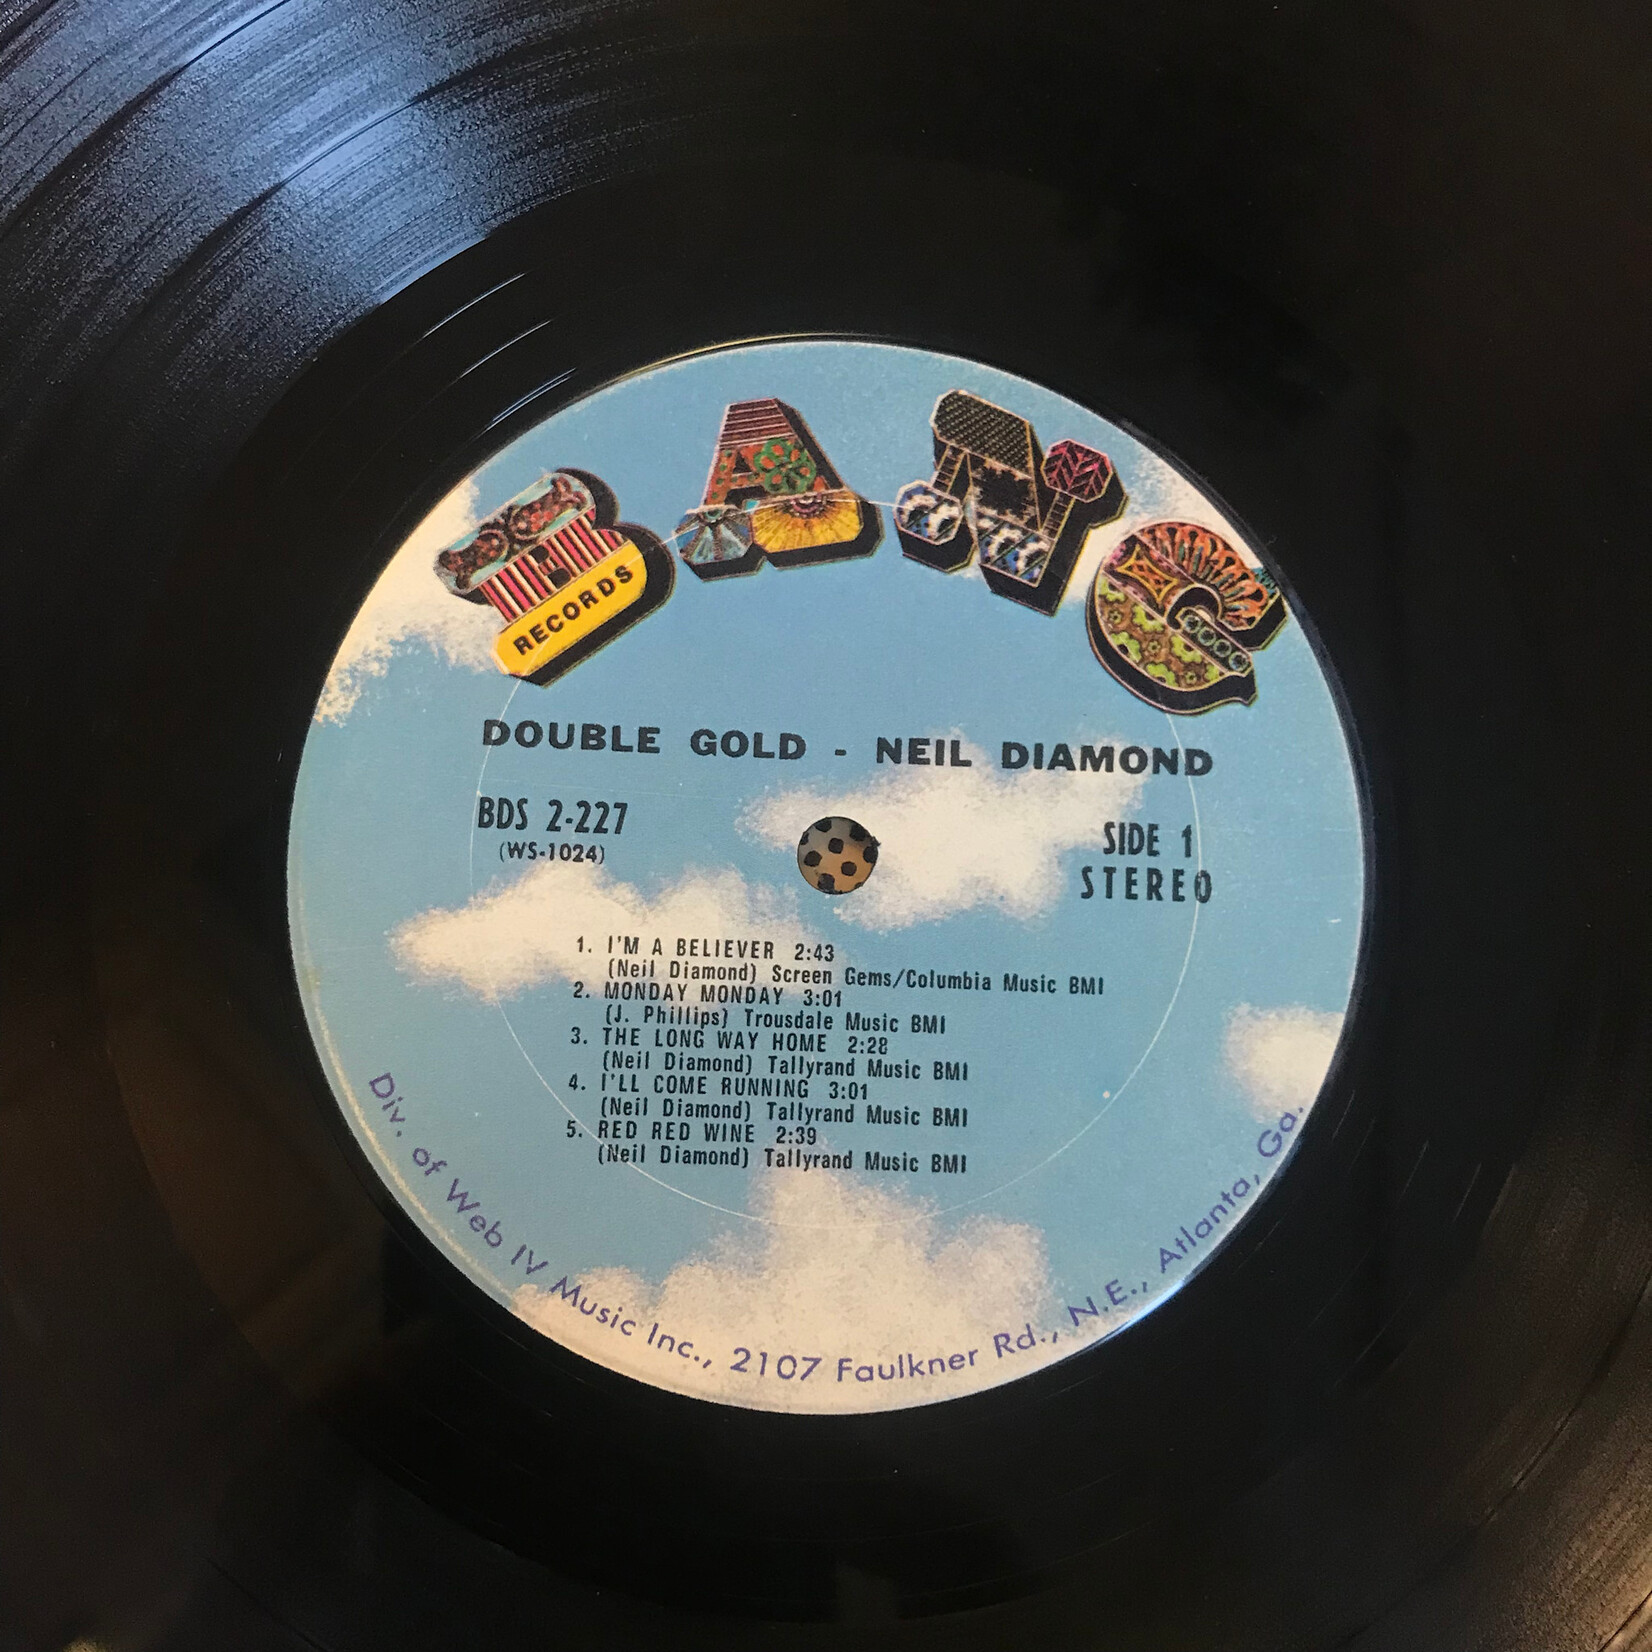 BANG
RECORDS
DOUBLE GOLD - NEIL DIAMOND
BDS 2-227
(WS-1024)
SIDE 1
STEREO
1. I'M A BELIEVER 2:43
(Neil Diamond) Screen Gems/Columbia Music BMI
2. MONDAY MONDAY 3:01
(J. Phillips) Trousdale Music BMI
3. THE LONG WAY HOME 2:28
(Neil Diamond) Tallyrand Music BMI
4. I'LL COME RUNNING 3:01
(Neil Diamond) Tallyrand Music BMI
5. RED RED WINE 2:39
(Neil Diamond) Tallyrand Music BMI
Div. of Web IV Music Inc., 2107 Faulkner Rd., N.E., Atlanta, Ga.